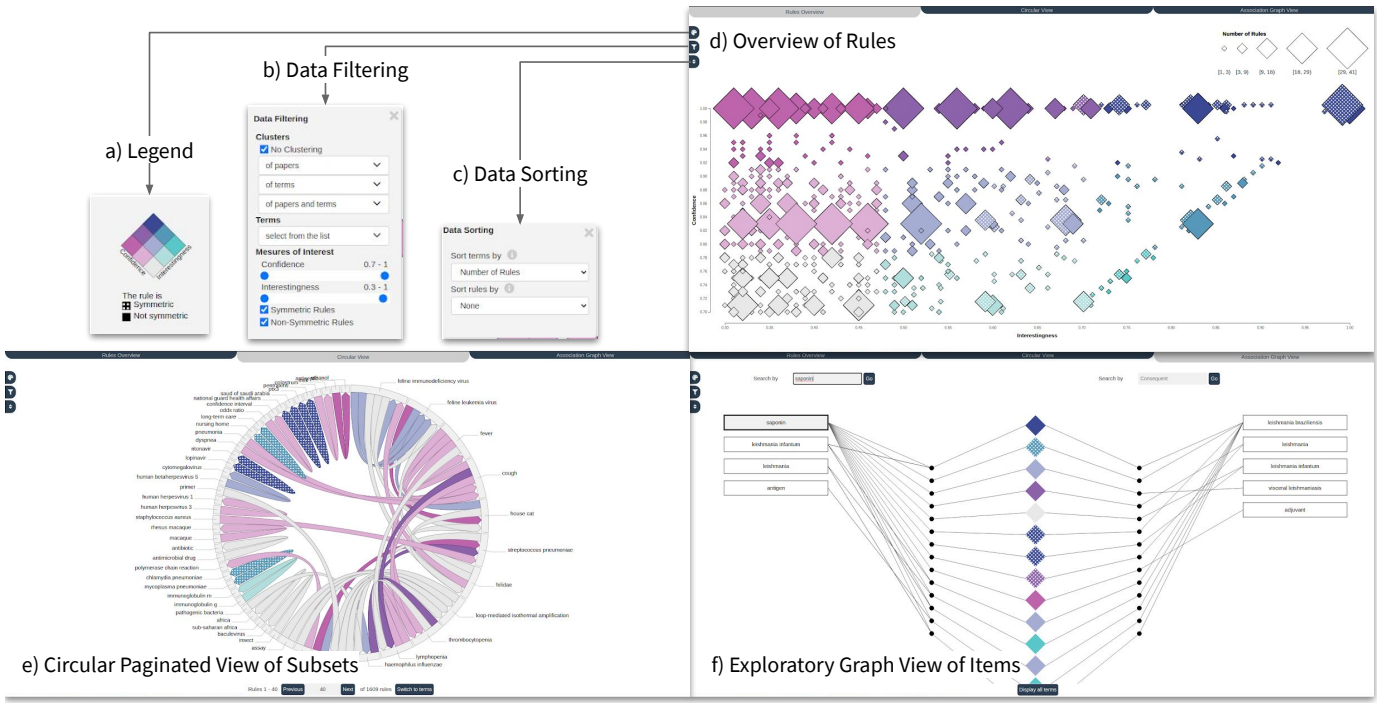 Rules Overview
Circular View
Association Graph View
d) Overview of Rules
Number of Rules
[1, 3)
[3, 9)
[9, 18)
[18, 29)
[29, 41]
b) Data Filtering
Data Filtering
Clusters
No Clustering
of papers
of terms
of papers and terms
Terms
select from the list
Mesures of Interest
Confidence 0.7 - 1
Interestingness 0.3 - 1
Symmetric Rules
Non-Symmetric Rules
a) Legend
Confidence
Interestingness
The rule is
Symmetric
Not symmetric
c) Data Sorting
Data Sorting
Sort terms by
Number of Rules
Sort rules by
None
Confidence
Interestingness
Rules Overview
Circular View
Association Graph View
feline immunodeficiency virus
feline leukemia virus
fever
cough
house cat
streptococcus pneumoniae
felidae
loop-mediated isothermal amplification
thrombocytopenia
lymphopenia
haemophilus influenzae
saud of saudi arabia
national guard health affairs
confidence interval
odds ratio
long-term care
nursing home
pneumonia
dyspnea
ritonavir
lopinavir
cytomegalovirus
human betaherpesvirus 5
primer
human herpesvirus 1
human herpesvirus 3
staphylococcus aureus
rhesus macaque
macaque
antibiotic
antimicrobial drug
polymerase chain reaction
chlamydia pneumoniae
mycoplasma pneumoniae
immunoglobulin m
immunoglobulin g
pathogenic bacteria
africa
sub-saharan africa
baculovirus
insect
assay
e) Circular Paginated View of Subsets
Rules 1 - 40 Previous 40 Next of 1609 rules Switch to terms
Rules Overview
Circular View
Association Graph View
Search by saponin Go
Search by Consequent Go
saponin
leishmania infantum
leishmania
antigen
leishmania braziliensis
leishmania
leishmania infantum
visceral leishmaniasis
adjuvant
f) Exploratory Graph View of Items
Display all terms